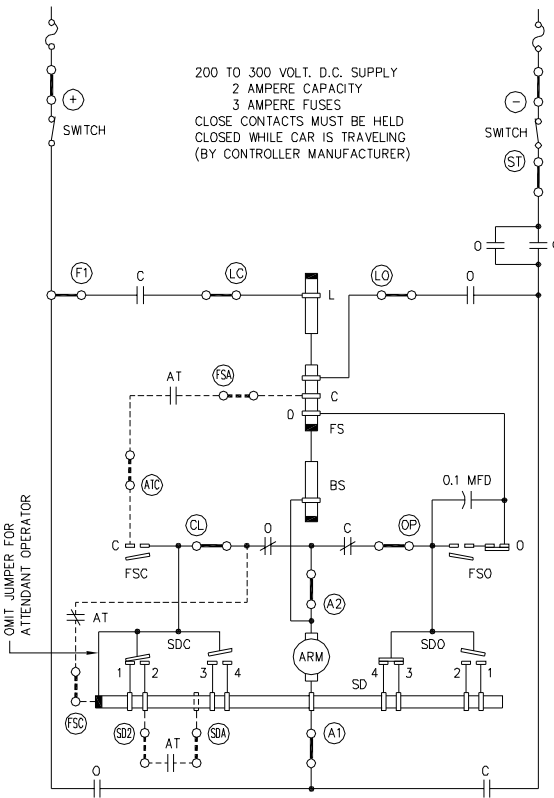 200 TO 300 VOLT. D.C. SUPPLY
2 AMPERE CAPACITY
3 AMPERE FUSES
CLOSE CONTACTS MUST BE HELD
CLOSED WHILE CAR IS TRAVELING
(BY CONTROLLER MANUFACTURER)
+
SWITCH
-
SWITCH
ST
O
F1
C
LC
L
LO
O
AT
FSA
C
D
FS
ATC
BS
0.1 MFD
C
FSC
CL
O
C
OP
FSO
O
OMIT JUMPER FOR
ATTENDANT OPERATOR
AT
A2
SDC
ARM
SDO
1
2
3
4
SD
4
3
2
1
FSC
SD2
AT
SDA
A1
O
C